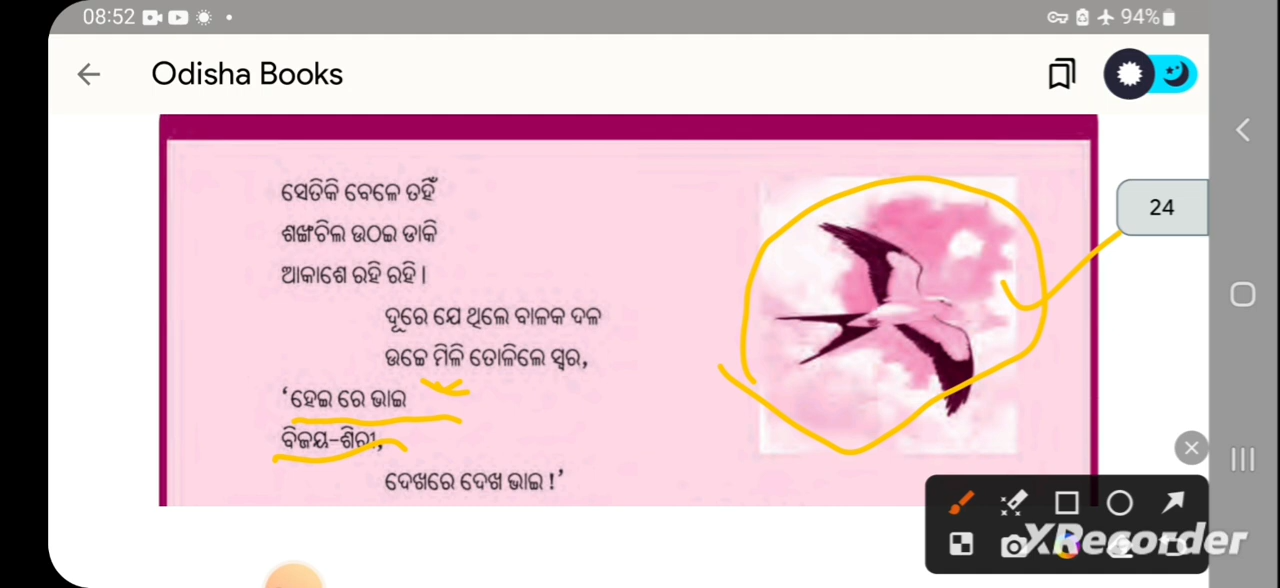 08:52
94%
Odisha Books
ସେତିକି ବେଳେ ତହିଁ
ଶଙ୍ଖଚିଲ ଉଠଇ ଡାକି
ଆକାଶେ ରହି ରହି।
24
ଦୂରେ ଯେ ଥିଲେ ବାଳକ ଦଳ
ଉଚ୍ଚେ ମିଳି ତୋଳିଲେ ସ୍ୱର,
‘ହେଇ ରେ ଭାଇ
ବିଜୟ-ଶିରୀ,
ଦେଖରେ ଦେଖ ଭାଇ !’
XRecorder